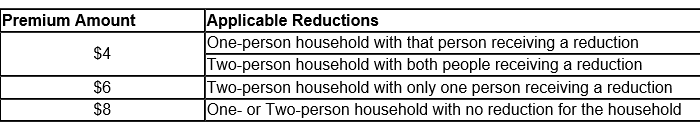 Premium Amount Applicable Reductions
$4
One-person household with that person receiving a reduction
Two-person household with both people receiving a reduction
$6 Two-person household with only one person receiving a reduction
$8 One- or Two-person household with no reduction for the household